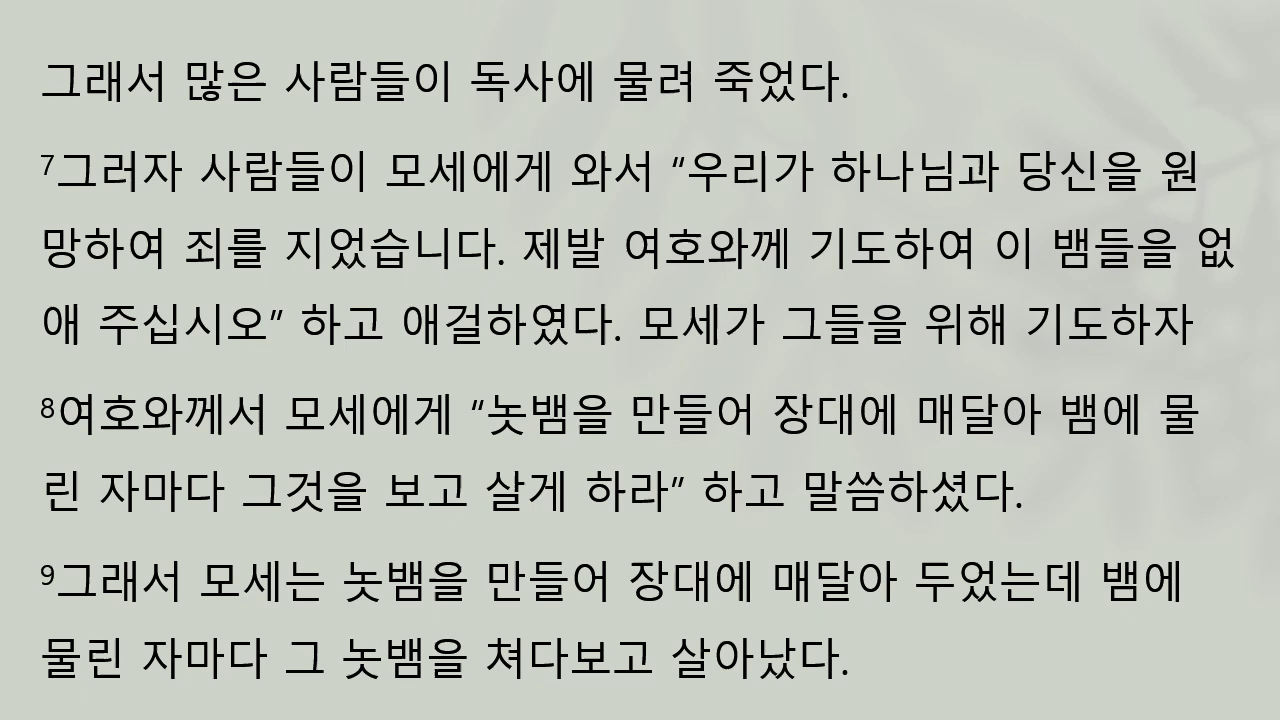 그래서 많은 사람들이 독사에 물려 죽었다.
7그러자 사람들이 모세에게 와서 “우리가 하나님과 당신을 원
망하여 죄를 지었습니다. 제발 여호와께 기도하여 이 뱀들을 없
애 주십시오” 하고 애걸하였다. 모세가 그들을 위해 기도하자
8여호와께서 모세에게 “놋뱀을 만들어 장대에 매달아 뱀에 물
린 자마다 그것을 보고 살게 하라” 하고 말씀하셨다.
9그래서 모세는 놋뱀을 만들어 장대에 매달아 두었는데 뱀에
물린 자마다 그 놋뱀을 쳐다보고 살아났다.